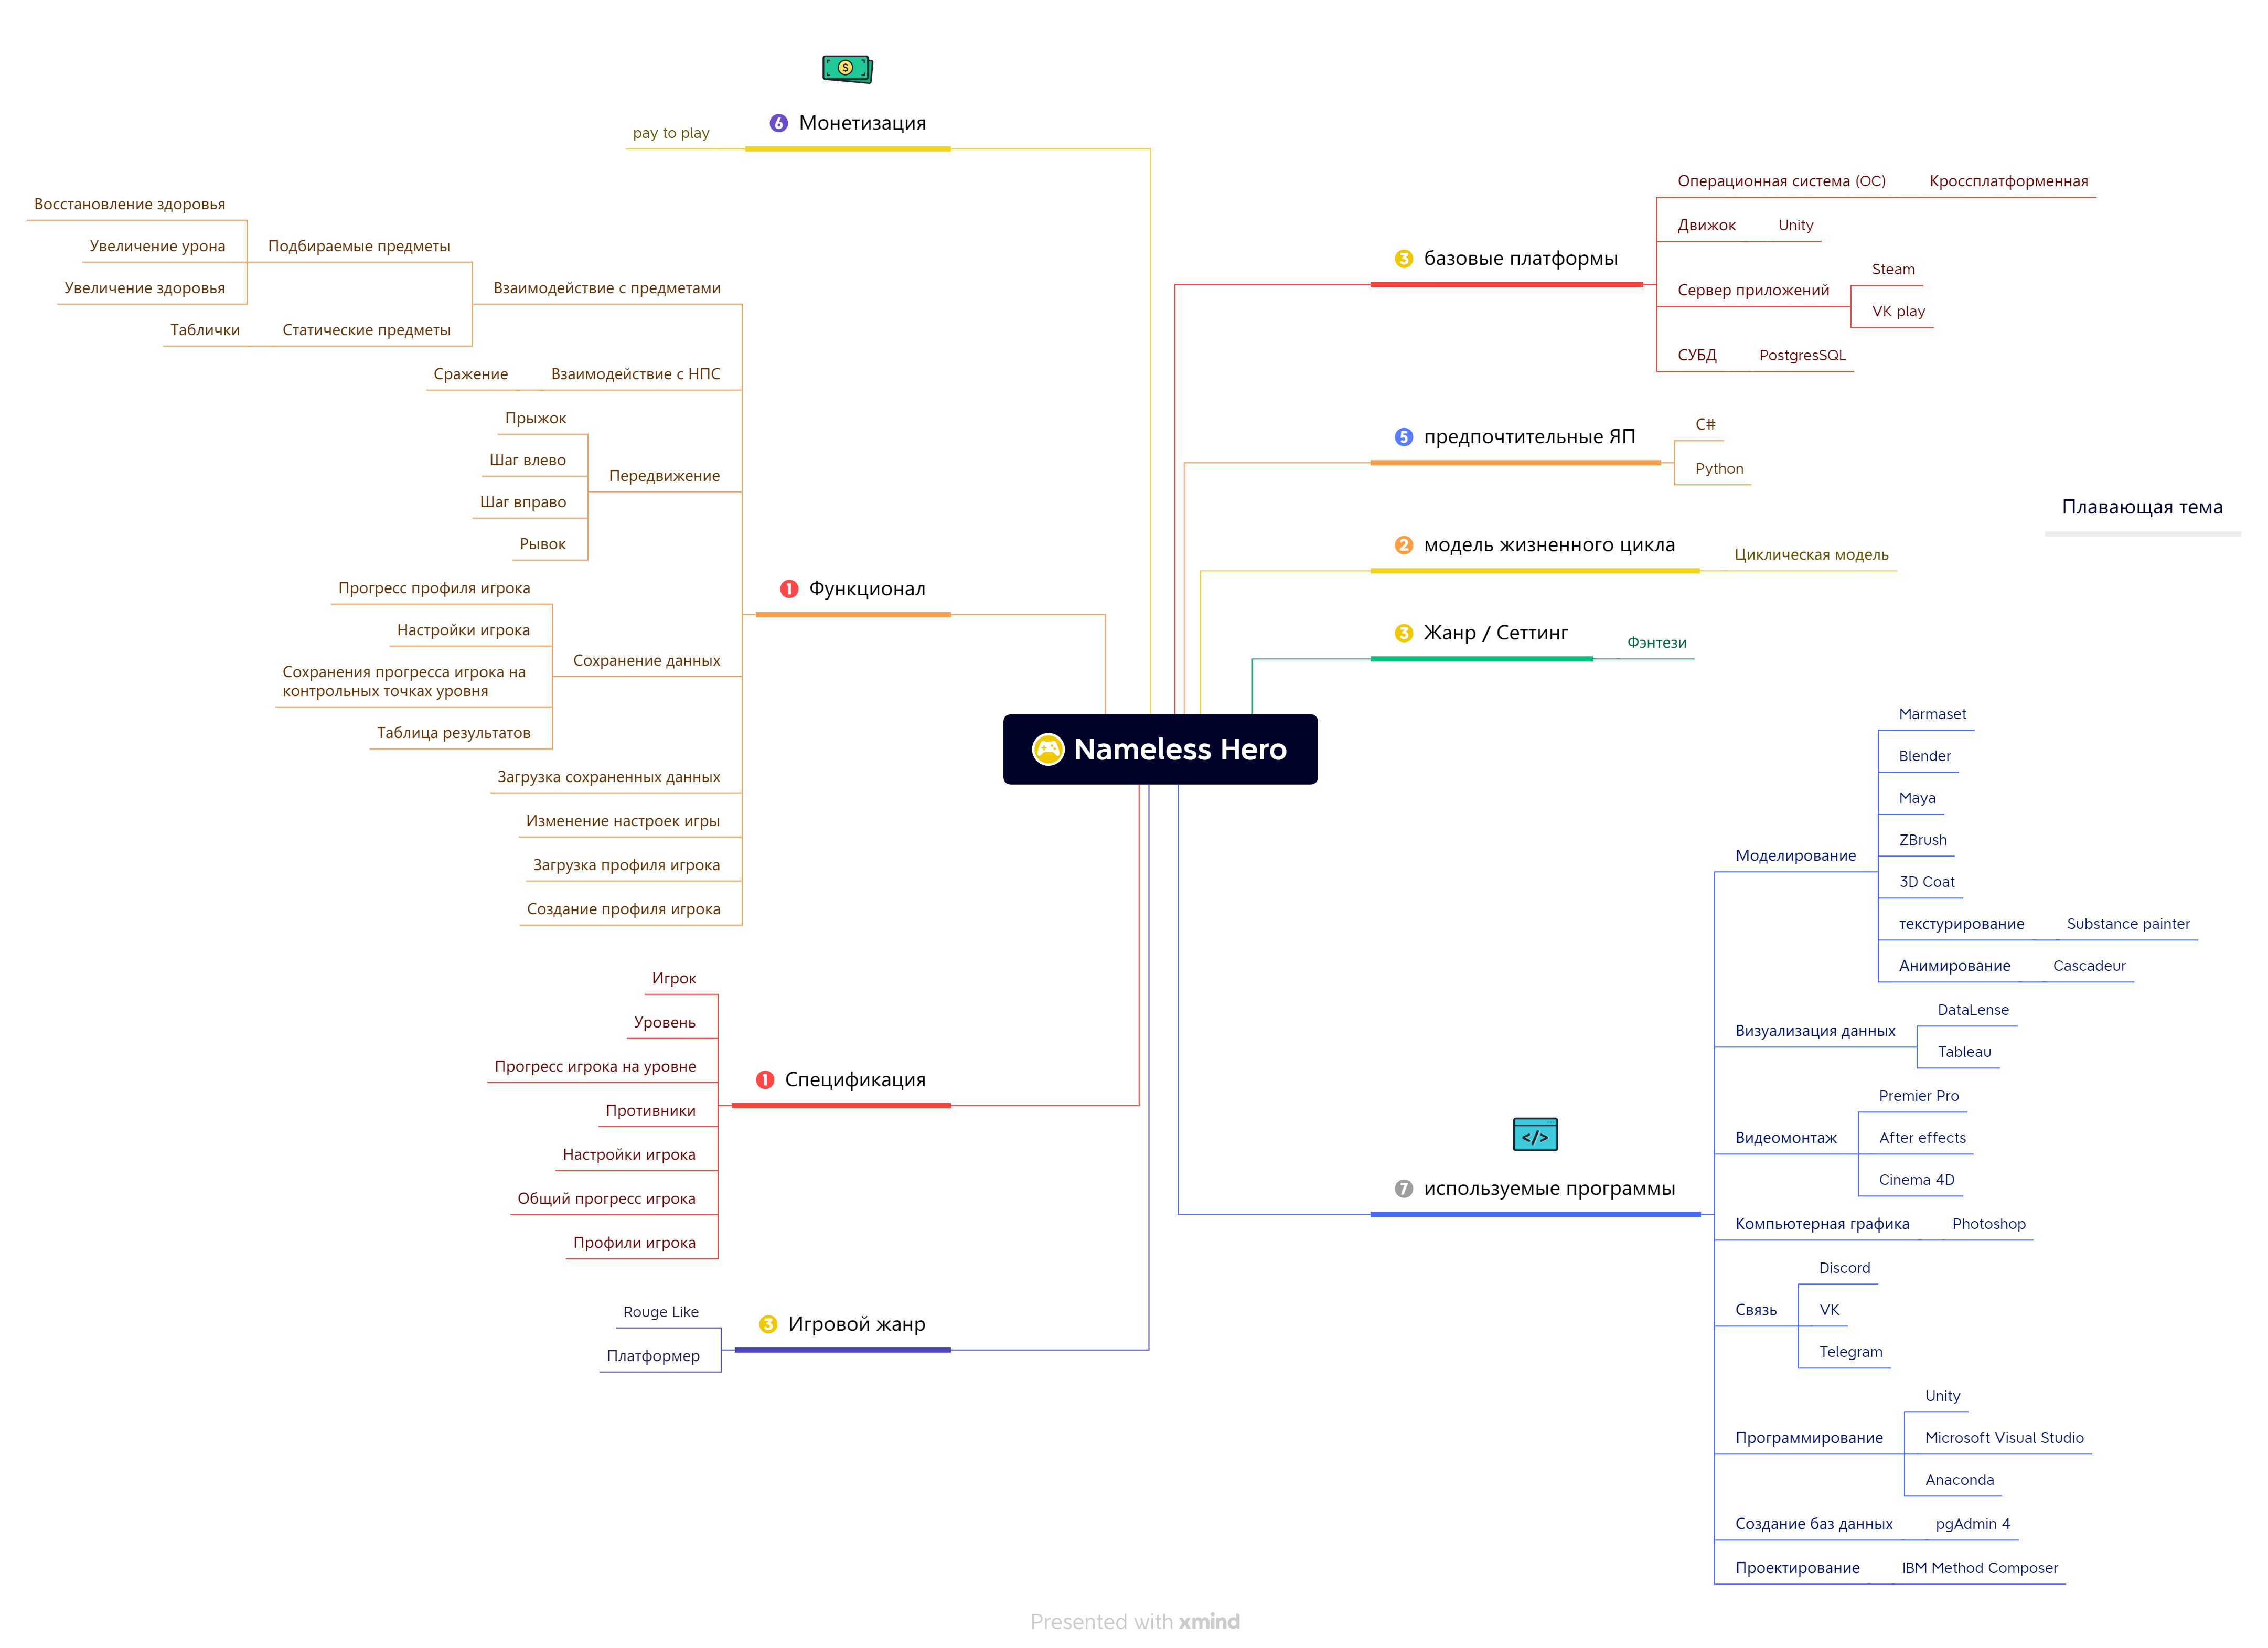 6 Монетизация
pay to play
Восстановление здоровья
Увеличение урона
Увеличение здоровья
Подбираемые предметы
Таблички
Статические предметы
Взаимодействие с предметами
Сражение
Взаимодействие с НПС
Прыжок
Шаг влево
Шаг вправо
Рывок
Передвижение
1 Функционал
Прогресс профиля игрока
Настройки игрока
Сохранения прогресса игрока на
контрольных точках уровня
Таблица результатов
Сохранение данных
Загрузка сохраненных данных
Изменение настроек игры
Загрузка профиля игрока
Создание профиля игрока
Игрок
Уровень
Прогресс игрока на уровне
Противники
Настройки игрока
Общий прогресс игрока
Профили игрока
1 Спецификация
Rouge Like
Платформер
3 Игровой жанр
Nameless Hero
3 базовые платформы
Операционная система (ОС)
Кроссплатформенная
Движок
Unity
Сервер приложений
Steam
VK play
СУБД
PostgresSQL
5 предпочтительные ЯП
C#
Python
2 модель жизненного цикла
Циклическая модель
Плавающая тема
3 Жанр / Сеттинг
Фэнтези
7 используемые программы
</>
Моделирование
Marmaset
Blender
Maya
ZBrush
3D Coat
текстурирование
Substance painter
Анимирование
Cascadeur
Визуализация данных
DataLense
Tableau
Видеомонтаж
Premier Pro
After effects
Cinema 4D
Компьютерная графика
Photoshop
Связь
Discord
VK
Telegram
Программирование
Unity
Microsoft Visual Studio
Anaconda
Создание баз данных
pgAdmin 4
Проектирование
IBM Method Composer
Presented with xmind